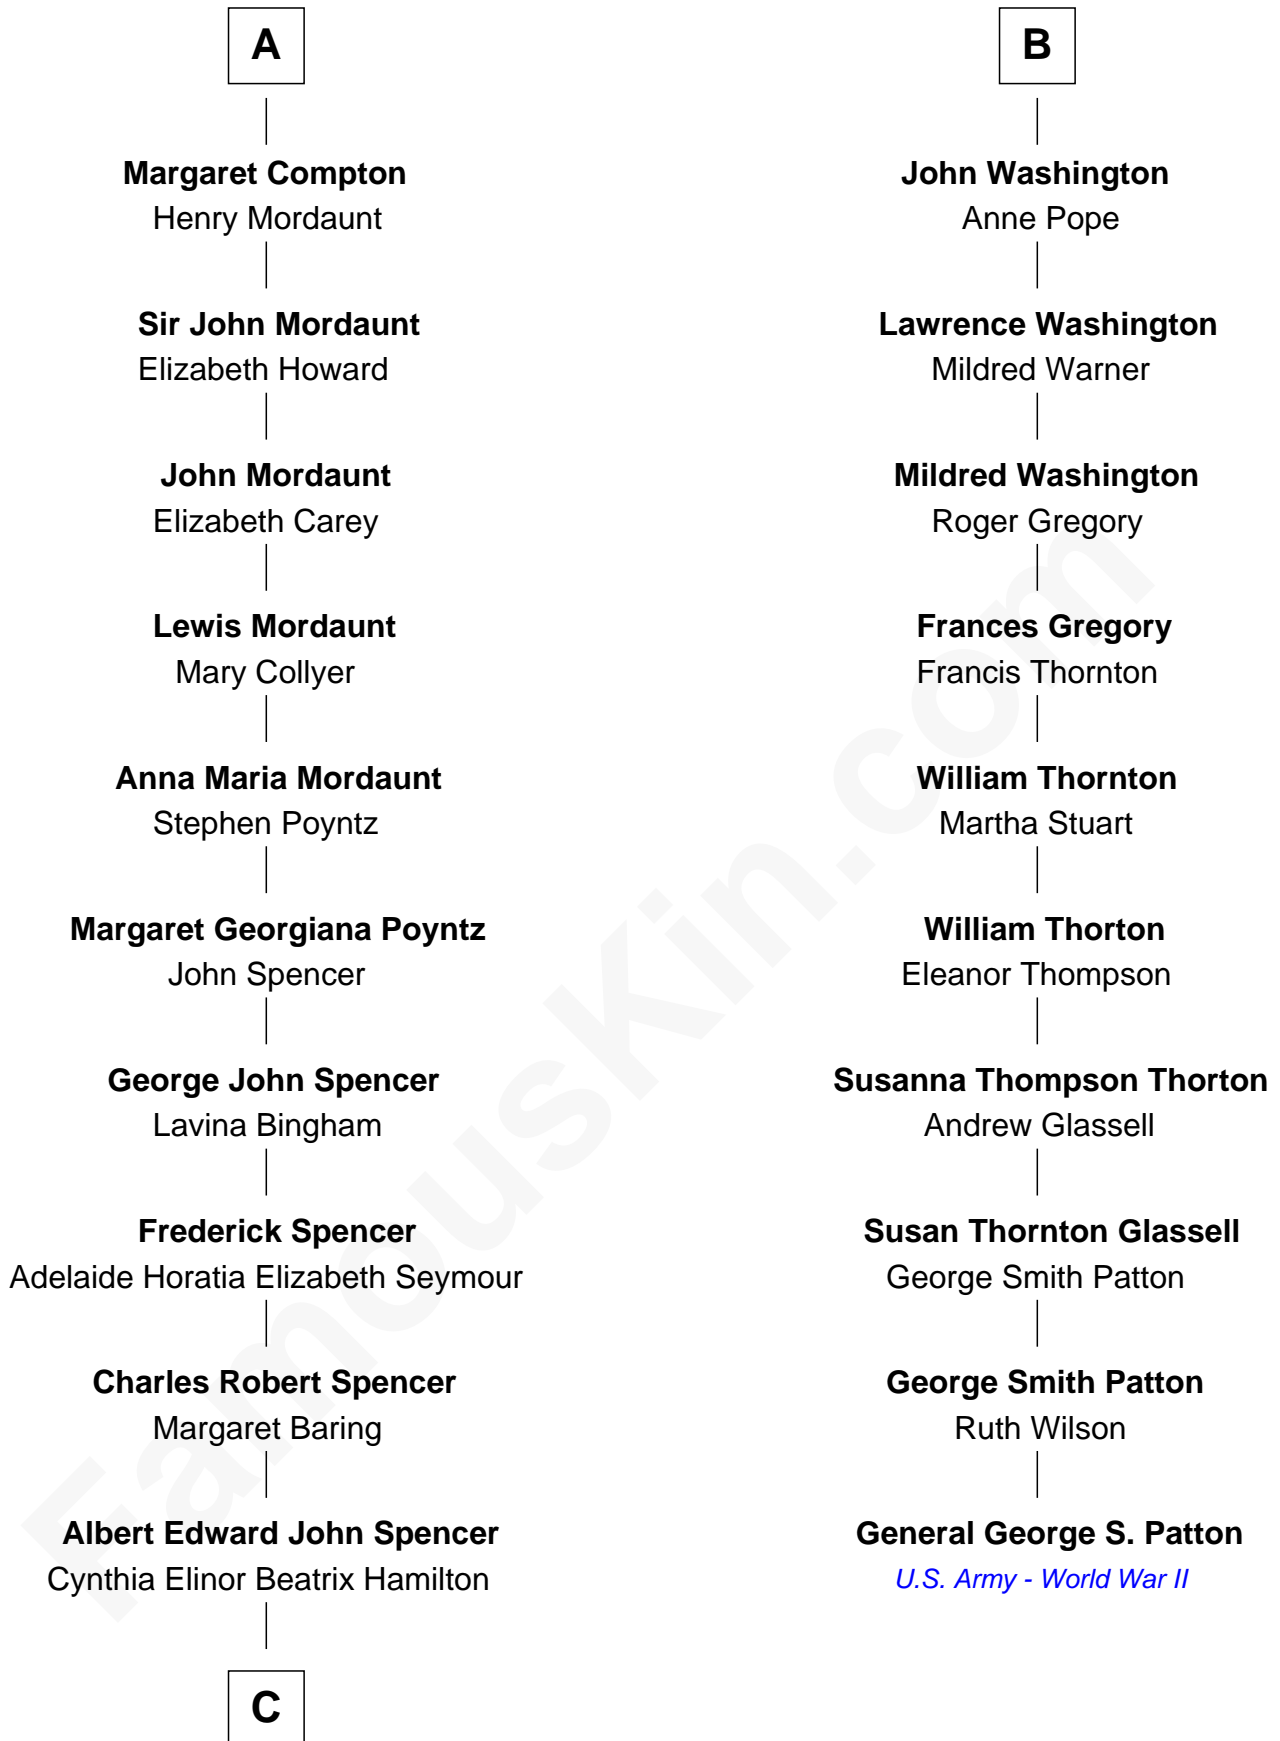 A
Margaret Compton
Henry Mordaunt
Sir John Mordaunt
Elizabeth Howard
John Mordaunt
Elizabeth Carey
Lewis Mordaunt
Mary Collyer
Anna Maria Mordaunt
Stephen Poyntz
Margaret Georgiana Poyntz
John Spencer
George John Spencer
Lavina Bingham
Frederick Spencer
Adelaide Horatia Elizabeth Seymour
Charles Robert Spencer
Margaret Baring
Albert Edward John Spencer
Cynthia Elinor Beatrix Hamilton
C
B
John Washington
Anne Pope
Lawrence Washington
Mildred Warner
Mildred Washington
Roger Gregory
Frances Gregory
Francis Thornton
William Thornton
Martha Stuart
William Thorton
Eleanor Thompson
Susanna Thompson Thorton
Andrew Glassell
Susan Thornton Glassell
George Smith Patton
George Smith Patton
Ruth Wilson
General George S. Patton
U.S. Army - World War II
FamousKin.com